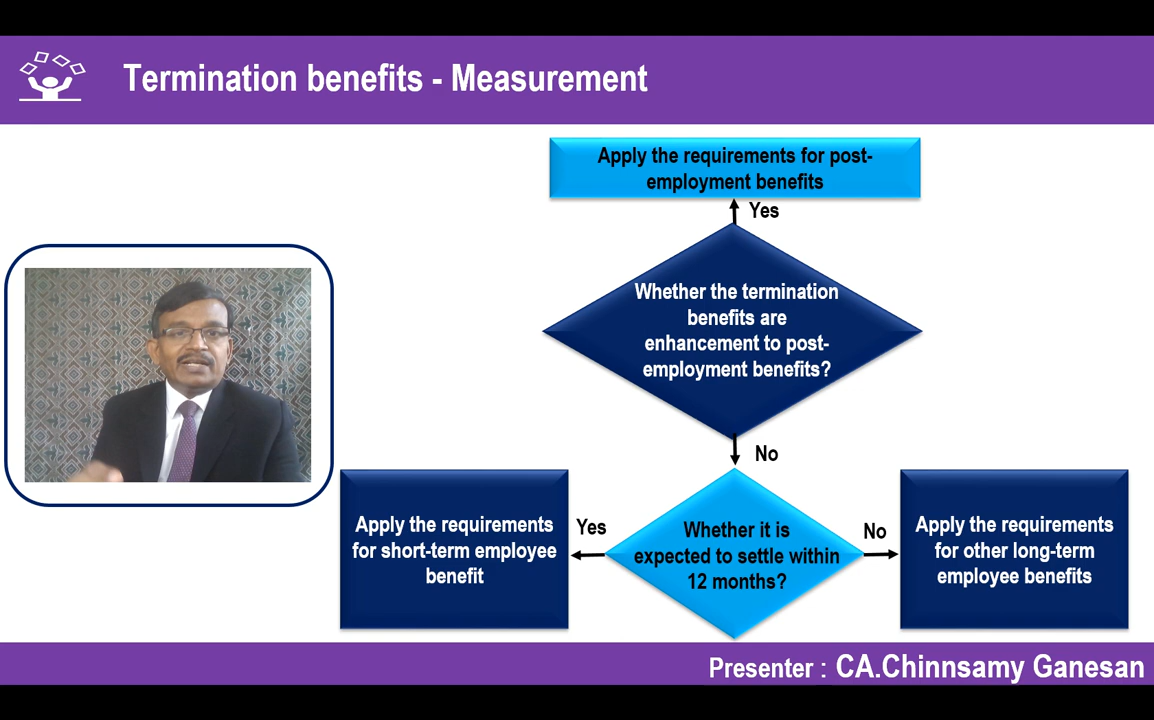 Termination benefits - Measurement
Apply the requirements for post-
employment benefits
Yes
Whether the termination
benefits are
enhancement to post-
employment benefits?
No
Apply the requirements
for short-term employee
benefit
Yes
Whether it is
expected to settle within
12 months?
No
Apply the requirements
for other long-term
employee benefits
Presenter : CA.Chinnsamy Ganesan